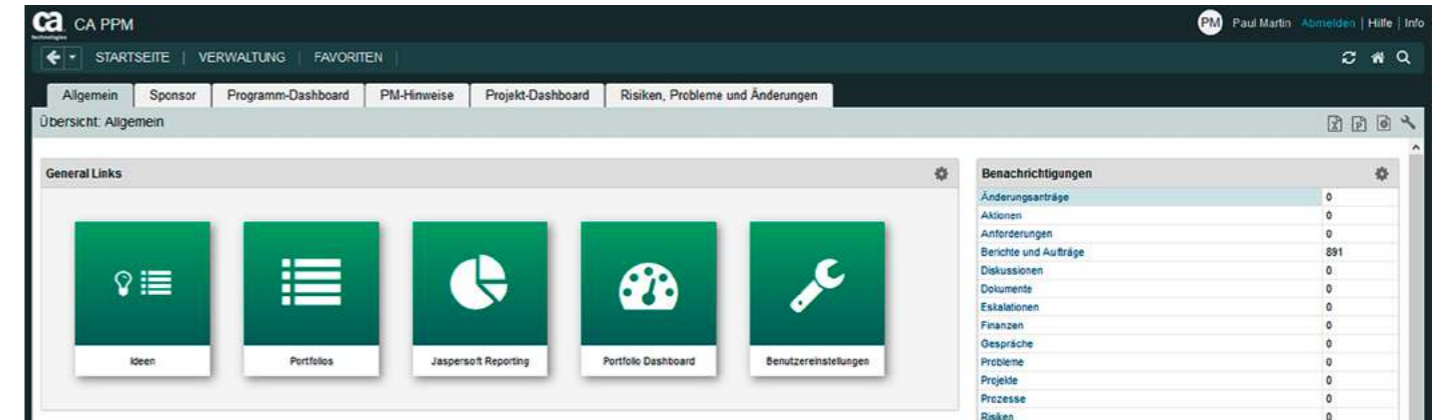 ca CA PPM
technologies
PM Paul Martin Abmelden | Hilfe | Info
STARTSEITE | VERWALTUNG | FAVORITEN |
Allgemein Sponsor Programm-Dashboard PM-Hinweise Projekt-Dashboard Risiken, Probleme und Änderungen
Übersicht: Allgemein
General Links
Ideen
Portfolios
Jaspersoft Reporting
Portfolio Dashboard
Benutzereinstellungen
Benachrichtigungen
Änderungsanträge 0
Aktionen 0
Anforderungen 0
Berichte und Aufträge 891
Diskussionen 0
Dokumente 0
Eskalationen 0
Finanzen 0
Gespräche 0
Probleme 0
Projekte 0
Prozesse 0
Risiken 0